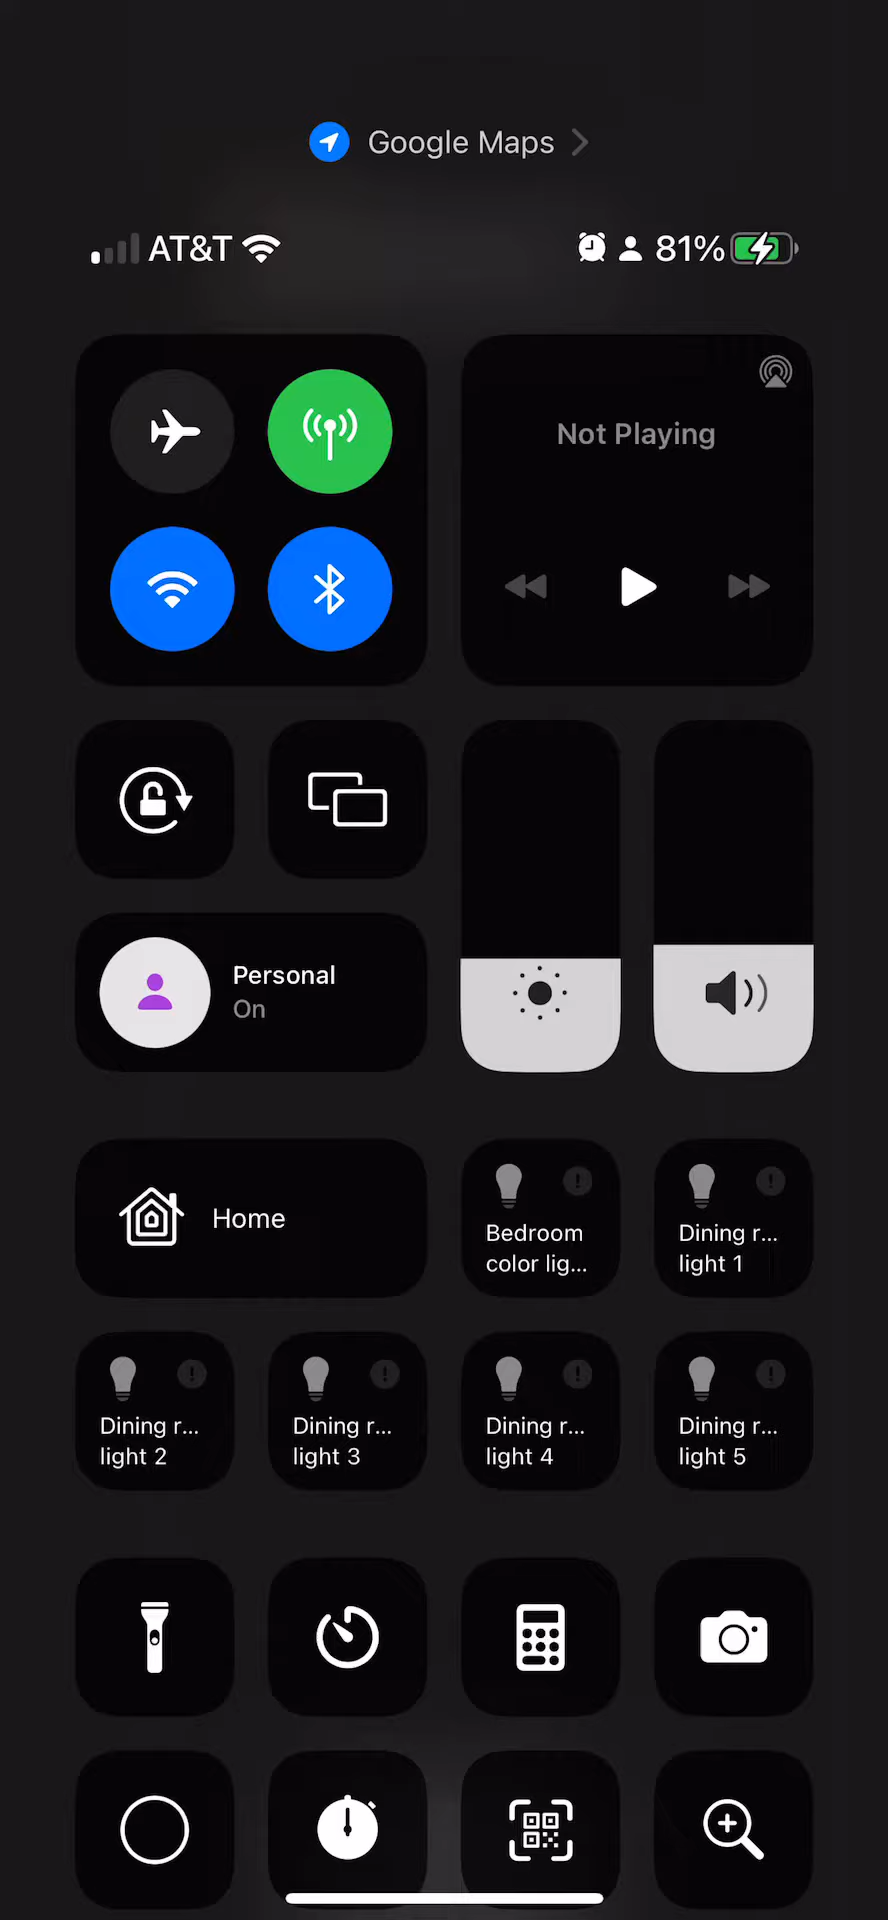 Google Maps
AT&T
81%
Not Playing
Personal
On
Home
Bedroom
color lig...
Dining r...
light 1
Dining r...
light 2
Dining r...
light 3
Dining r...
light 4
Dining r...
light 5